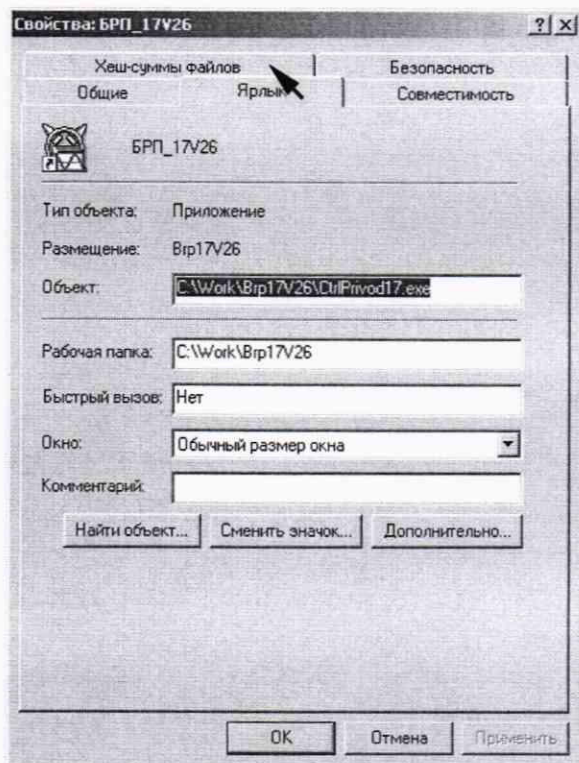 Свойства: БРП_17V26
Хеш-суммы файлов
Безопасность
Общие
Ярлык
Совместимость
БРП_17V26
Тип объекта: Приложение
Размещение: Brp17V26
Объект: C:\Work\Brp17V26\CtrlPrivod17.exe
Рабочая папка: C:\Work\Brp17V26
Быстрый вызов: Нет
Окно: Обычный размер окна
Комментарий:
Найти объект... Сменить значок... Дополнительно...
OK Отмена Применить